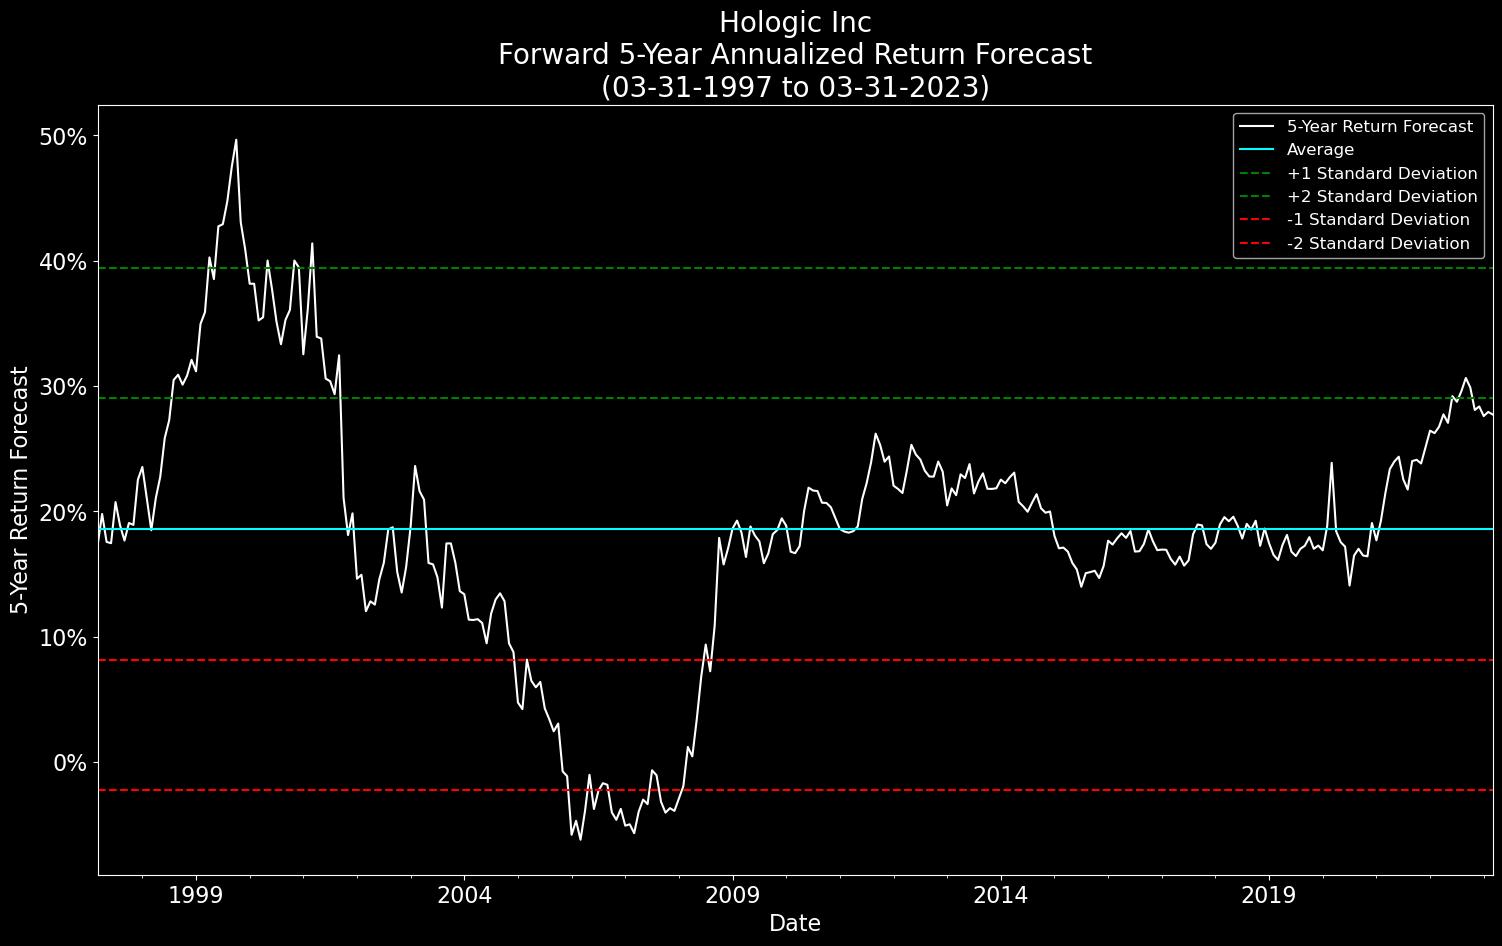 Hologic Inc
Forward 5-Year Annualized Return Forecast
(03-31-1997 to 03-31-2023)
5-Year Return Forecast
Average
+1 Standard Deviation
+2 Standard Deviation
-1 Standard Deviation
-2 Standard Deviation
5-Year Return Forecast
50%
40%
30%
20%
10%
0%
1999 2004 2009 2014 2019
Date